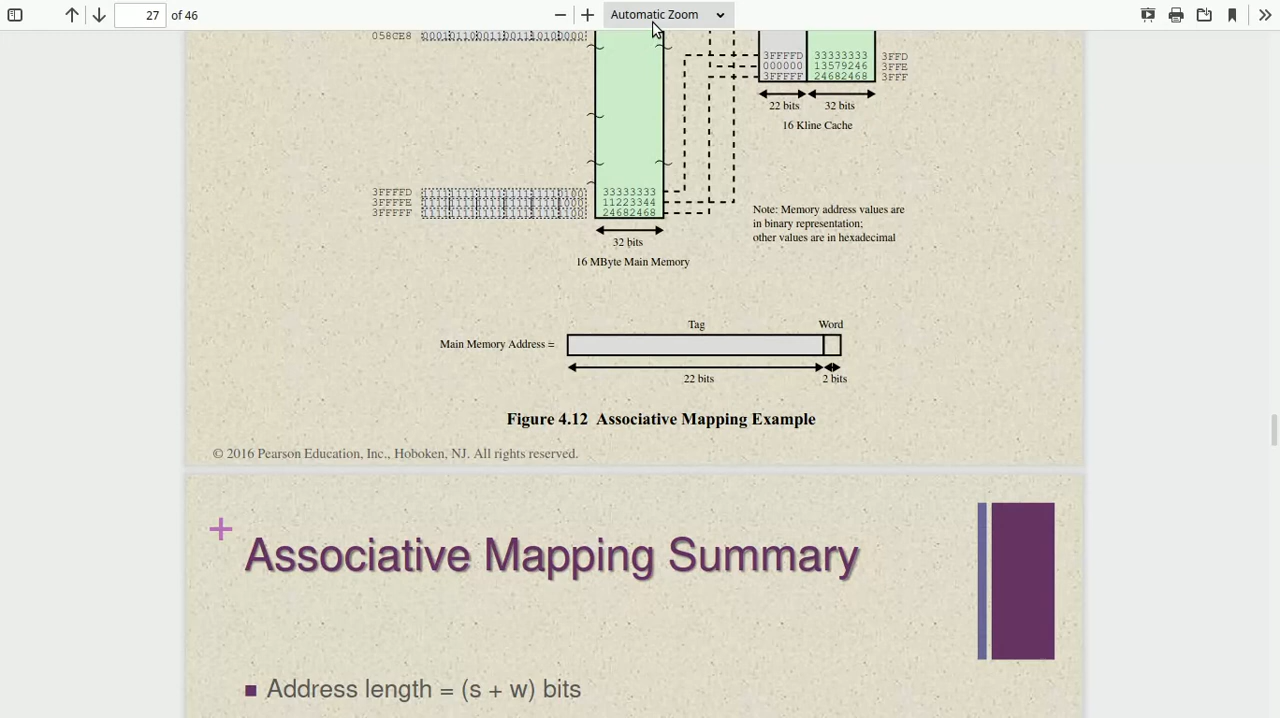 27 of 46
Automatic Zoom
058CE8
3FFFFD 33333333 3FFD
000000 13579246 3FFE
3FFFFF 24682468 3FFF
22 bits 32 bits
16 Kline Cache
3FFFFD 33333333
3FFFFE 11223344
3FFFFF 24682468
32 bits
16 MByte Main Memory
Note: Memory address values are
in binary representation;
other values are in hexadecimal
Tag Word
Main Memory Address =
22 bits 2 bits
Figure 4.12 Associative Mapping Example
© 2016 Pearson Education, Inc., Hoboken, NJ. All rights reserved.
+
Associative Mapping Summary
Address length = (s + w) bits